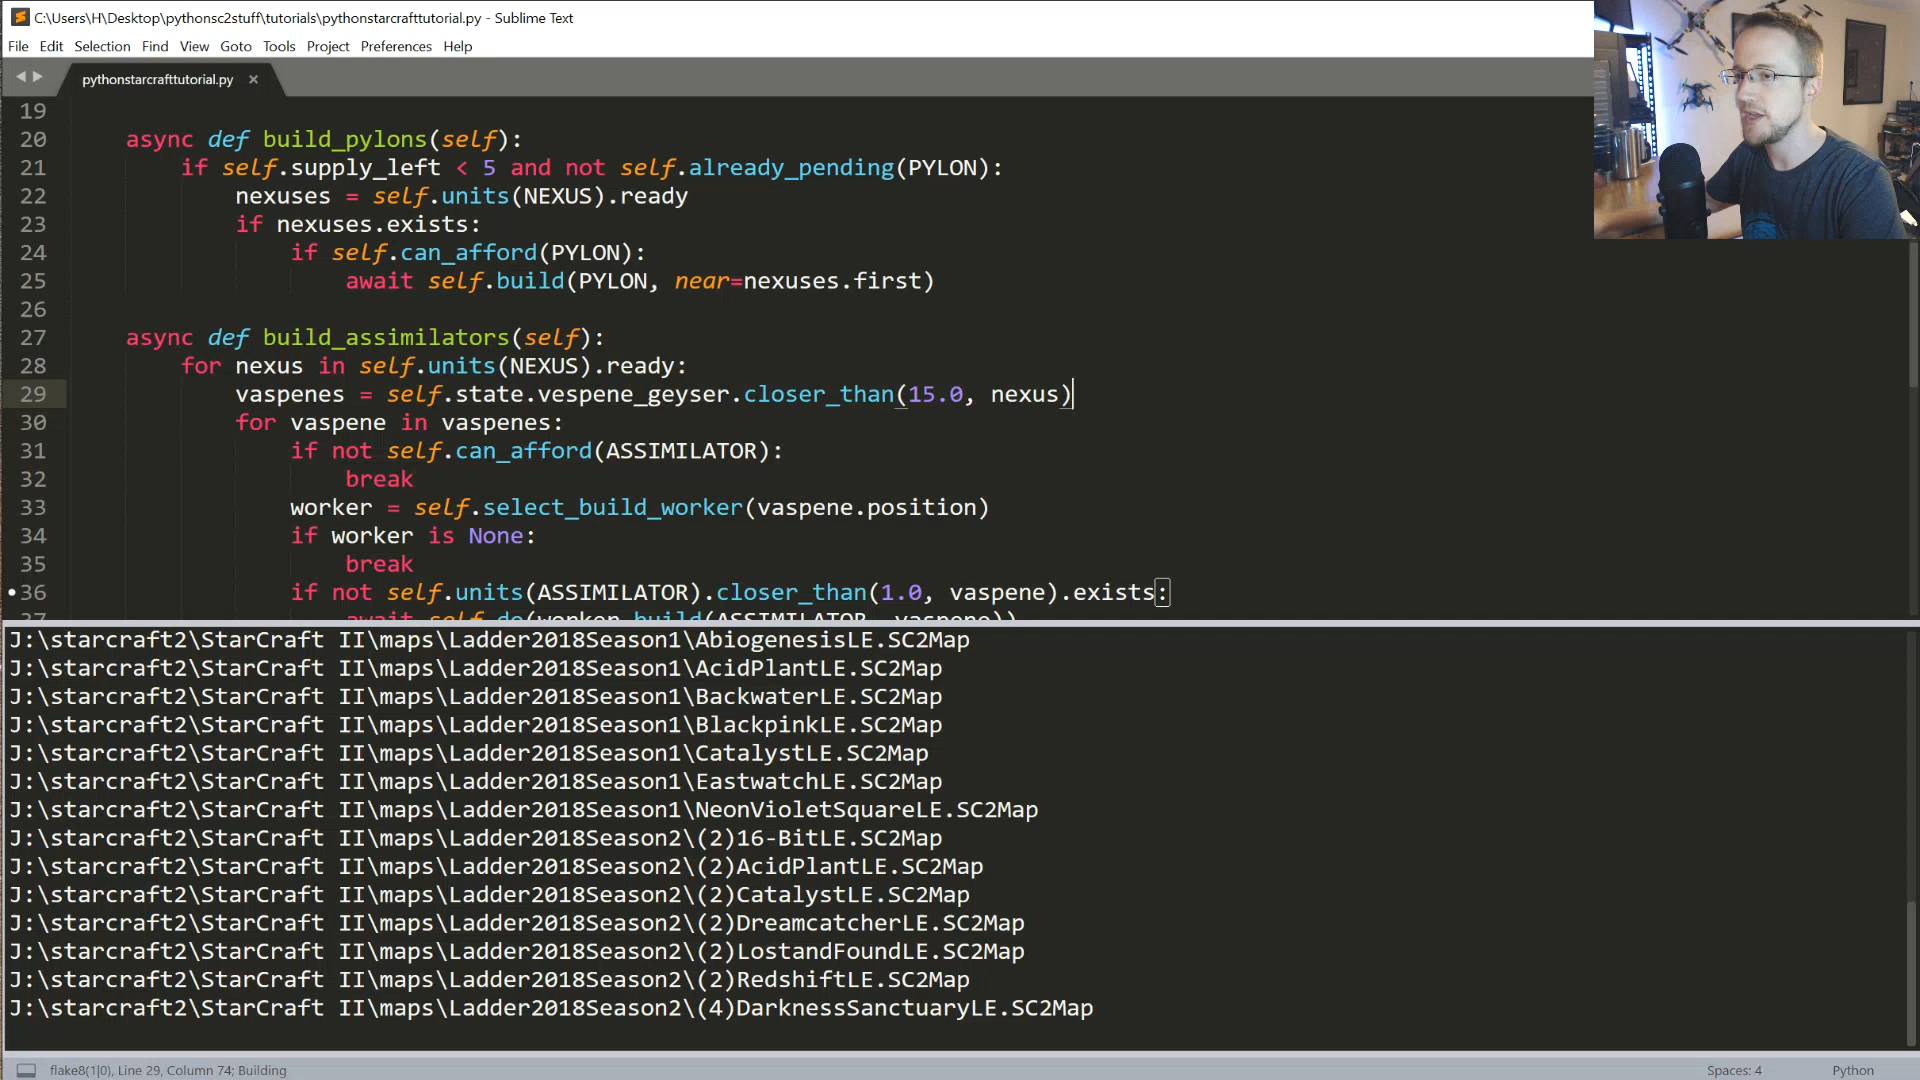 C:\Users\H\Desktop\pythonsc2stuff\tutorials\pythonstarcrafttutorial.py - Sublime Text
File Edit Selection Find View Goto Tools Project Preferences Help
pythonstarcrafttutorial.py ×
19
20 async def build_pylons(self):
21 if self.supply_left < 5 and not self.already_pending(PYLON):
22 nexuses = self.units(NEXUS).ready
23 if nexuses.exists:
24 if self.can_afford(PYLON):
25 await self.build(PYLON, near=nexuses.first)
26
27 async def build_assimilators(self):
28 for nexus in self.units(NEXUS).ready:
29 vaspenes = self.state.vespene_geyser.closer_than(15.0, nexus)
30 for vaspene in vaspenes:
31 if not self.can_afford(ASSIMILATOR):
32 break
33 worker = self.select_build_worker(vaspene.position)
34 if worker is None:
35 break
36 if not self.units(ASSIMILATOR).closer_than(1.0, vaspene).exists:
37 await self.do(worker.build(ASSIMILATOR, vaspene))
J:\starcraft2\StarCraft II\maps\Ladder2018Season1\AbiogenesisLE.SC2Map
J:\starcraft2\StarCraft II\maps\Ladder2018Season1\AcidPlantLE.SC2Map
J:\starcraft2\StarCraft II\maps\Ladder2018Season1\BackwaterLE.SC2Map
J:\starcraft2\StarCraft II\maps\Ladder2018Season1\BlackpinkLE.SC2Map
J:\starcraft2\StarCraft II\maps\Ladder2018Season1\CatalystLE.SC2Map
J:\starcraft2\StarCraft II\maps\Ladder2018Season1\EastwatchLE.SC2Map
J:\starcraft2\StarCraft II\maps\Ladder2018Season1\NeonVioletSquareLE.SC2Map
J:\starcraft2\StarCraft II\maps\Ladder2018Season2\(2)16-BitLE.SC2Map
J:\starcraft2\StarCraft II\maps\Ladder2018Season2\(2)AcidPlantLE.SC2Map
J:\starcraft2\StarCraft II\maps\Ladder2018Season2\(2)CatalystLE.SC2Map
J:\starcraft2\StarCraft II\maps\Ladder2018Season2\(2)DreamcatcherLE.SC2Map
J:\starcraft2\StarCraft II\maps\Ladder2018Season2\(2)LostandFoundLE.SC2Map
J:\starcraft2\StarCraft II\maps\Ladder2018Season2\(2)RedshiftLE.SC2Map
J:\starcraft2\StarCraft II\maps\Ladder2018Season2\(4)DarknessSanctuaryLE.SC2Map
flake8(1|0), Line 29, Column 74; Building Spaces: 4 Python